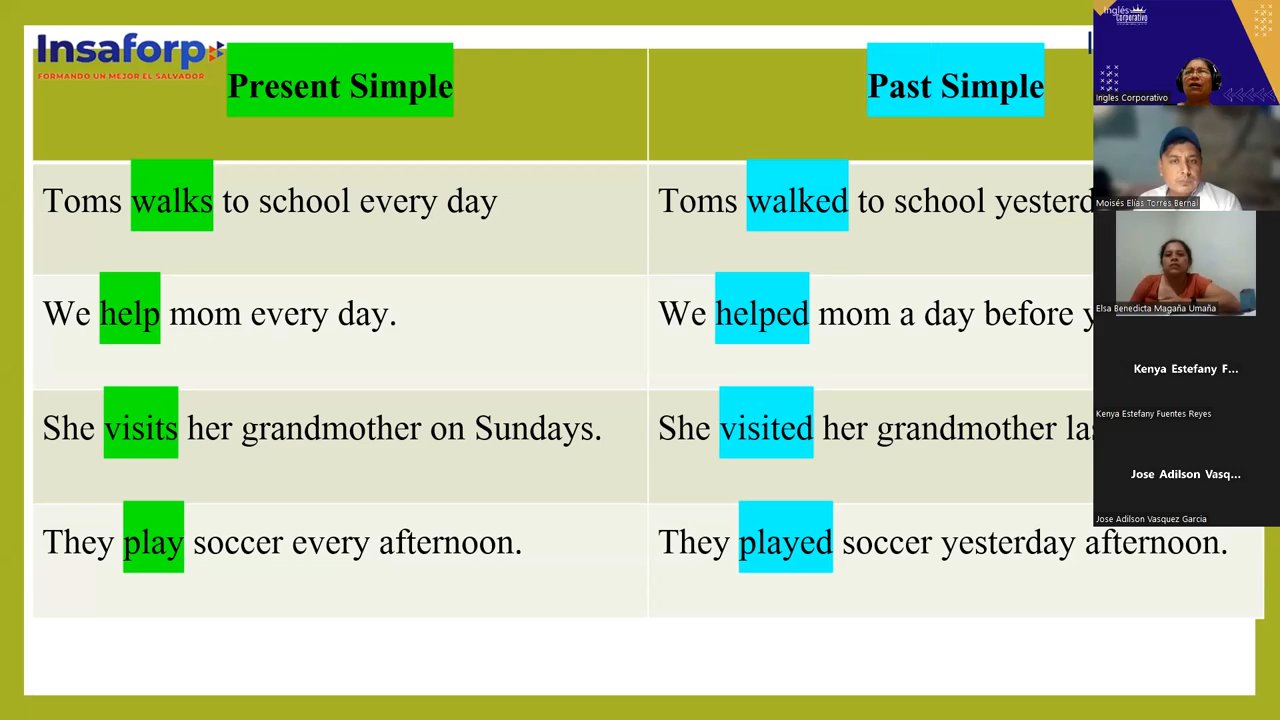 Insaforp
FORMANDO UN MEJOR EL SALVADOR
Present Simple
Past Simple
Toms walks to school every day
Toms walked to school
We help mom every day.
We helped mom a day before
She visits her grandmother on Sundays.
She visited her grandmother
They play soccer every afternoon.
They played soccer yesterday afternoon.
Inglés
Corporativo
Ingles Corporativo
Moisés Elías Torres Bernal
Elsa Benedicta Magaña Umaña
Kenya Estefany F...
Kenya Estefany Fuentes Reyes
Jose Adilson Vasq...
Jose Adilson Vasquez Garcia